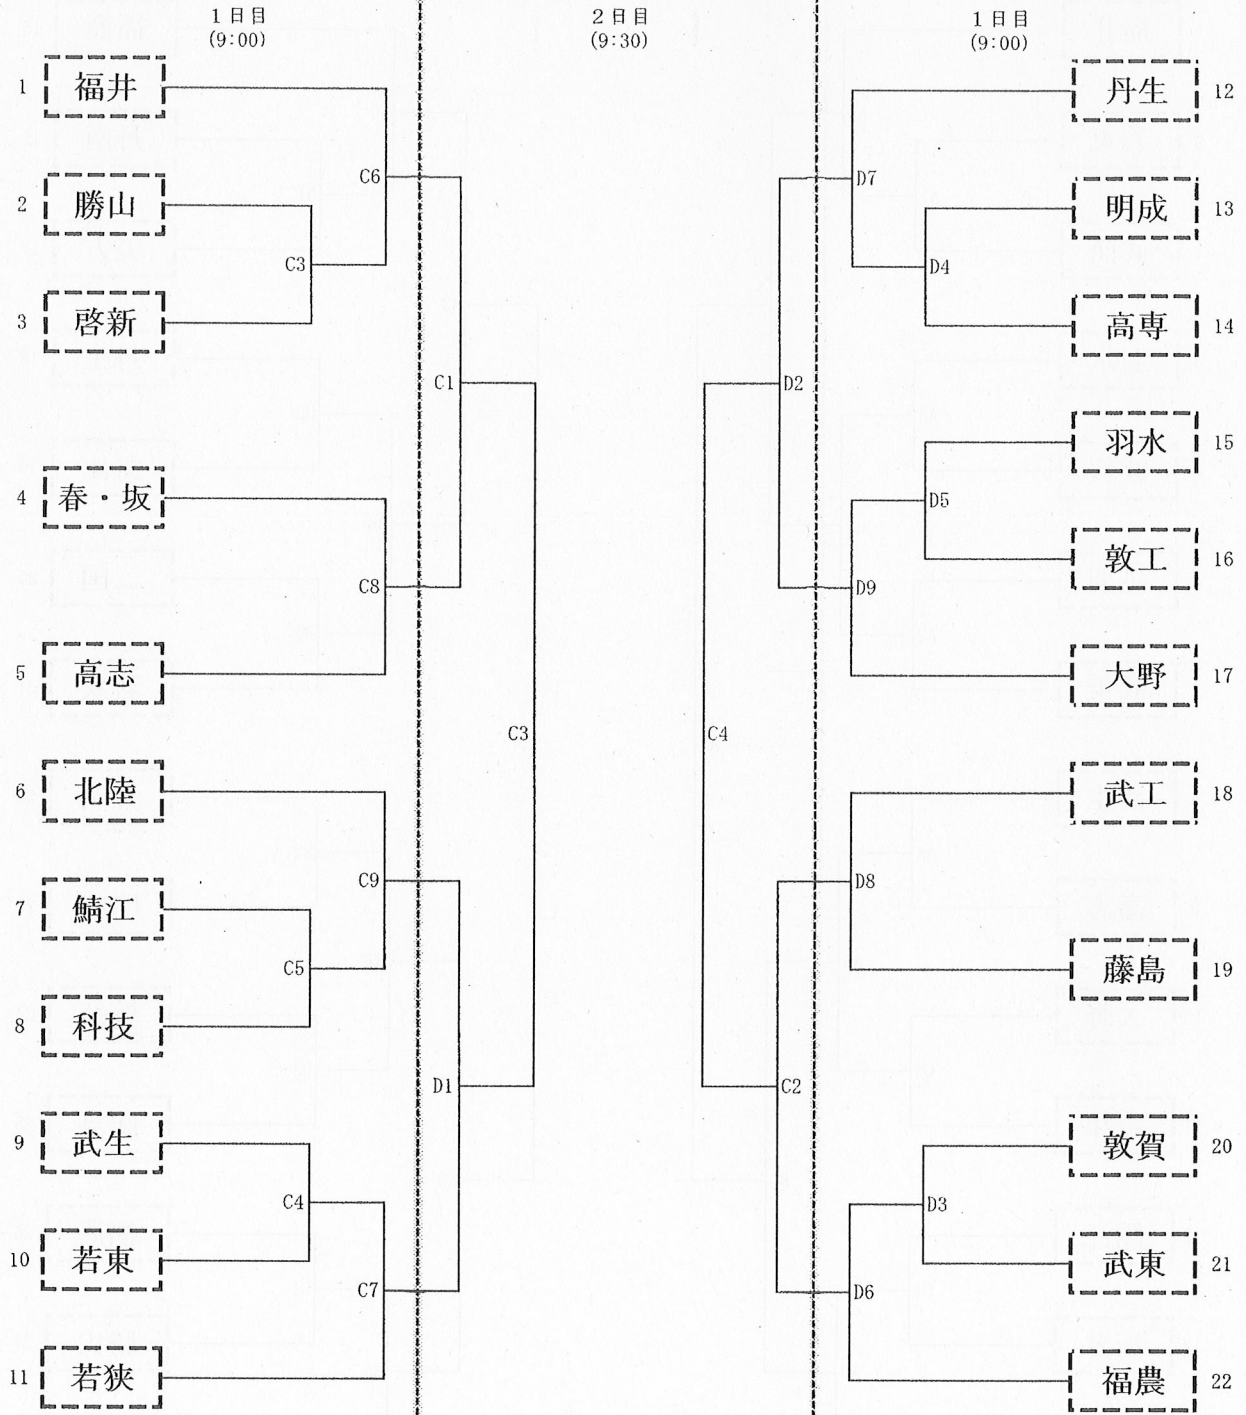 1日目 2日目 1日目
(9:00) (9:30) (9:00)
1 福井
丹生 12
C6
D7
2 勝山
明成 13
C3
D4
3 啓新
高専 14
C1
D2
羽水 15
4 春・坂
D5
敦工 16
C8
D9
5 高志
大野 17
C3
C4
6 北陸
武工 18
C9
D8
7 鯖江
C5
藤島 19
8 科技
D1
C2
9 武生
敦賀 20
C4
D3
10 若東
武東 21
C7
D6
11 若狭
福農 22